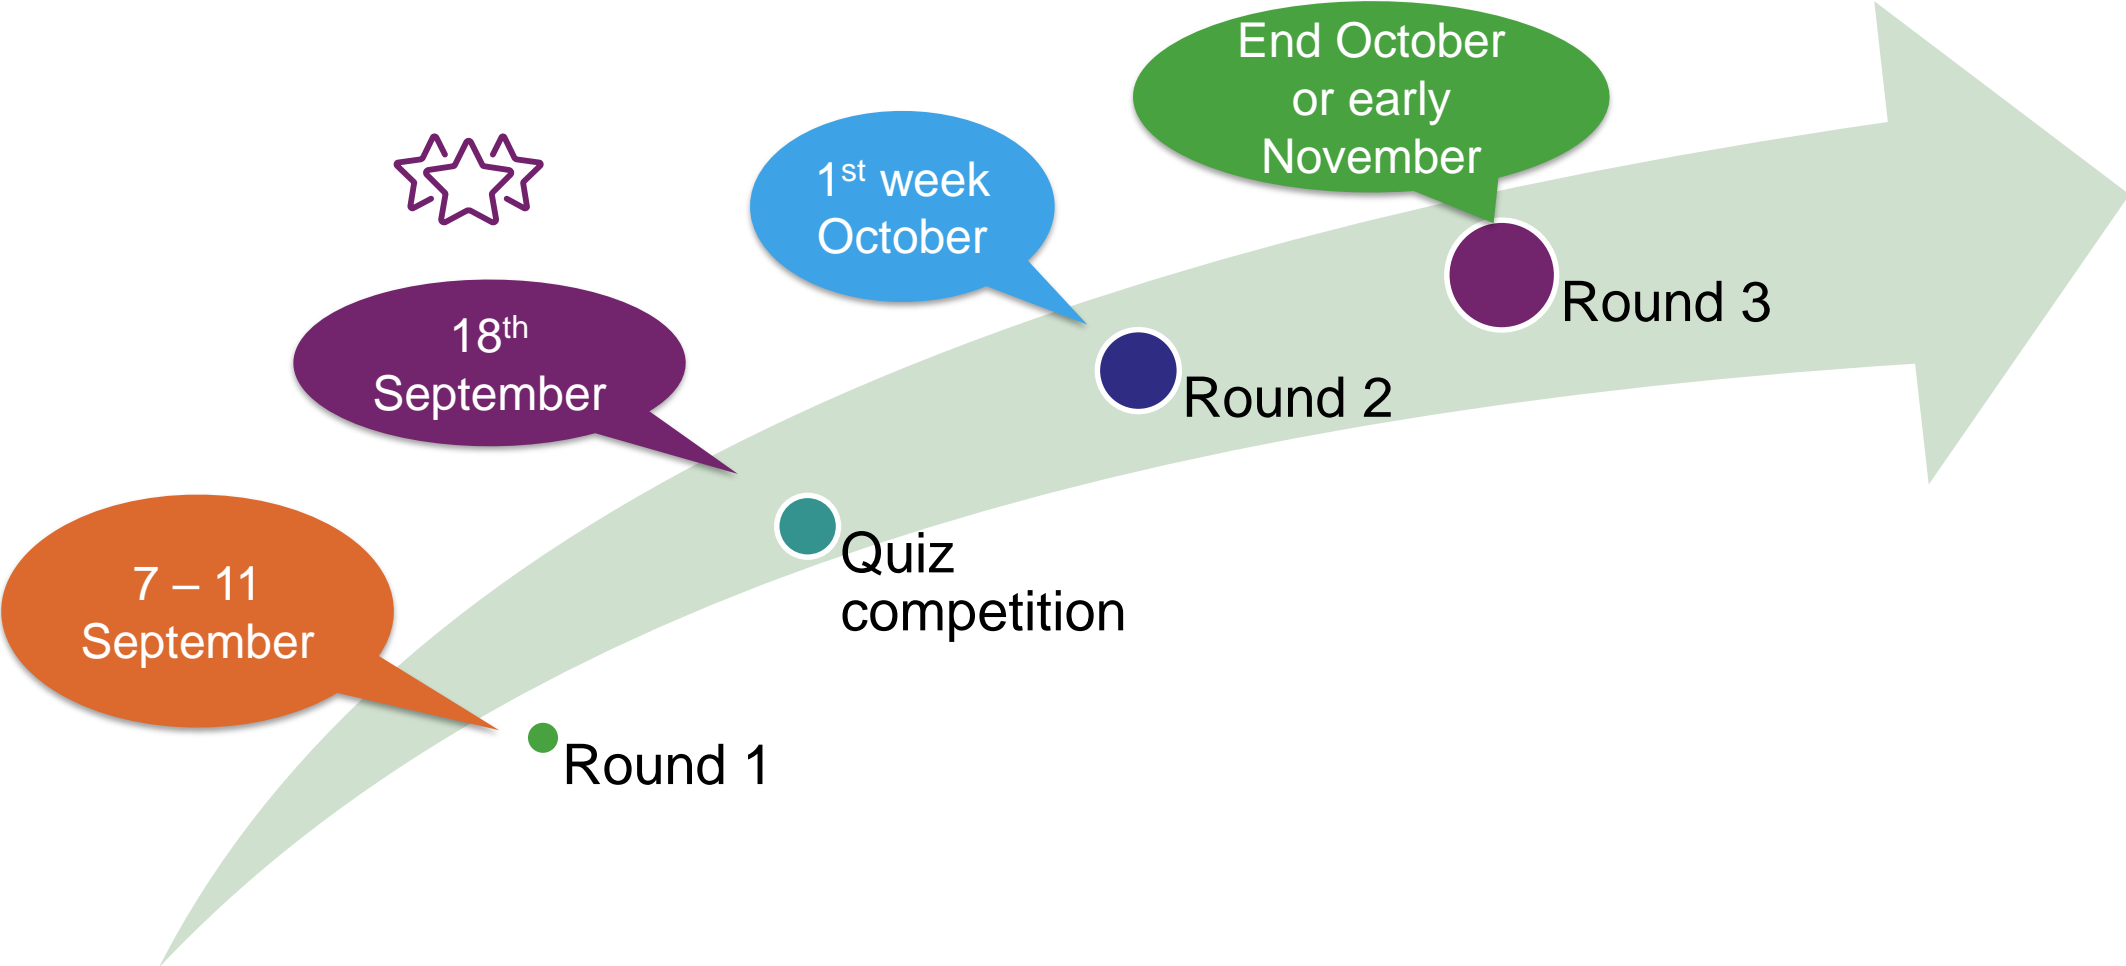 End October
or early
November
1st week
October
18th
September
7 – 11
September
Round 3
Round 2
Quiz
competition
Round 1